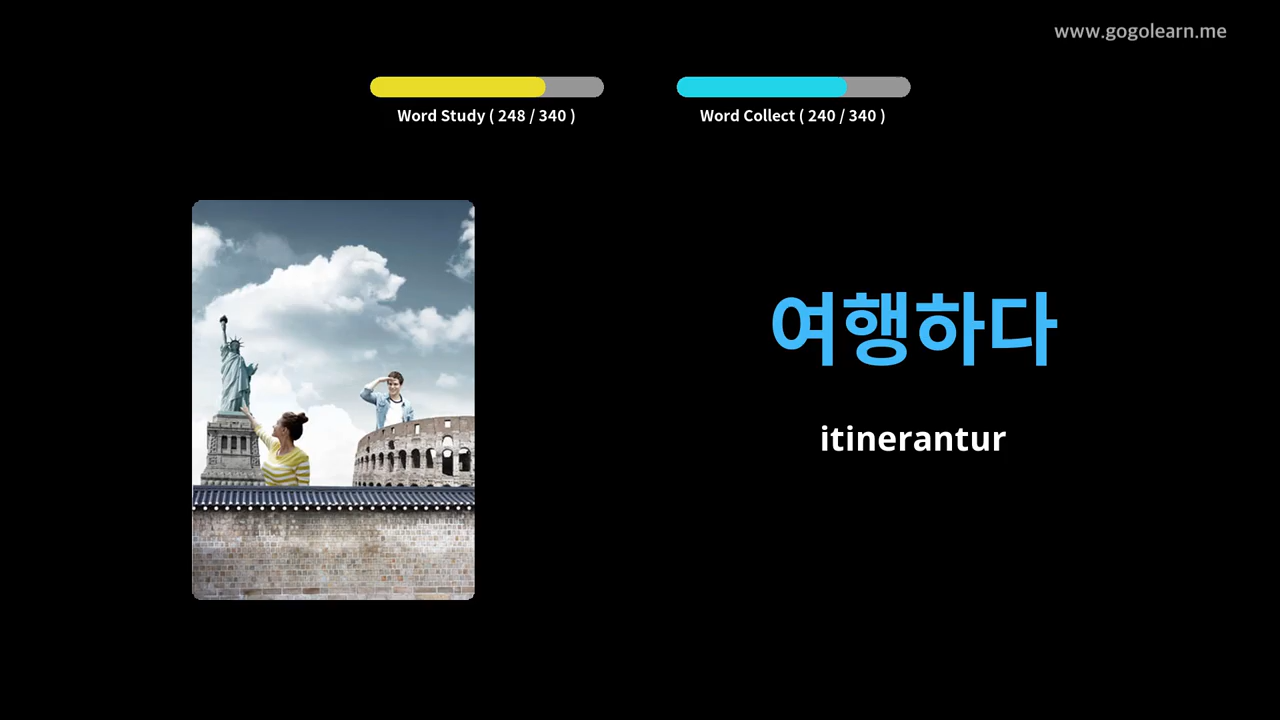 www.gogolearn.me
Word Study ( 248 / 340 )
Word Collect ( 240 / 340 )
여행하다
itinerantur